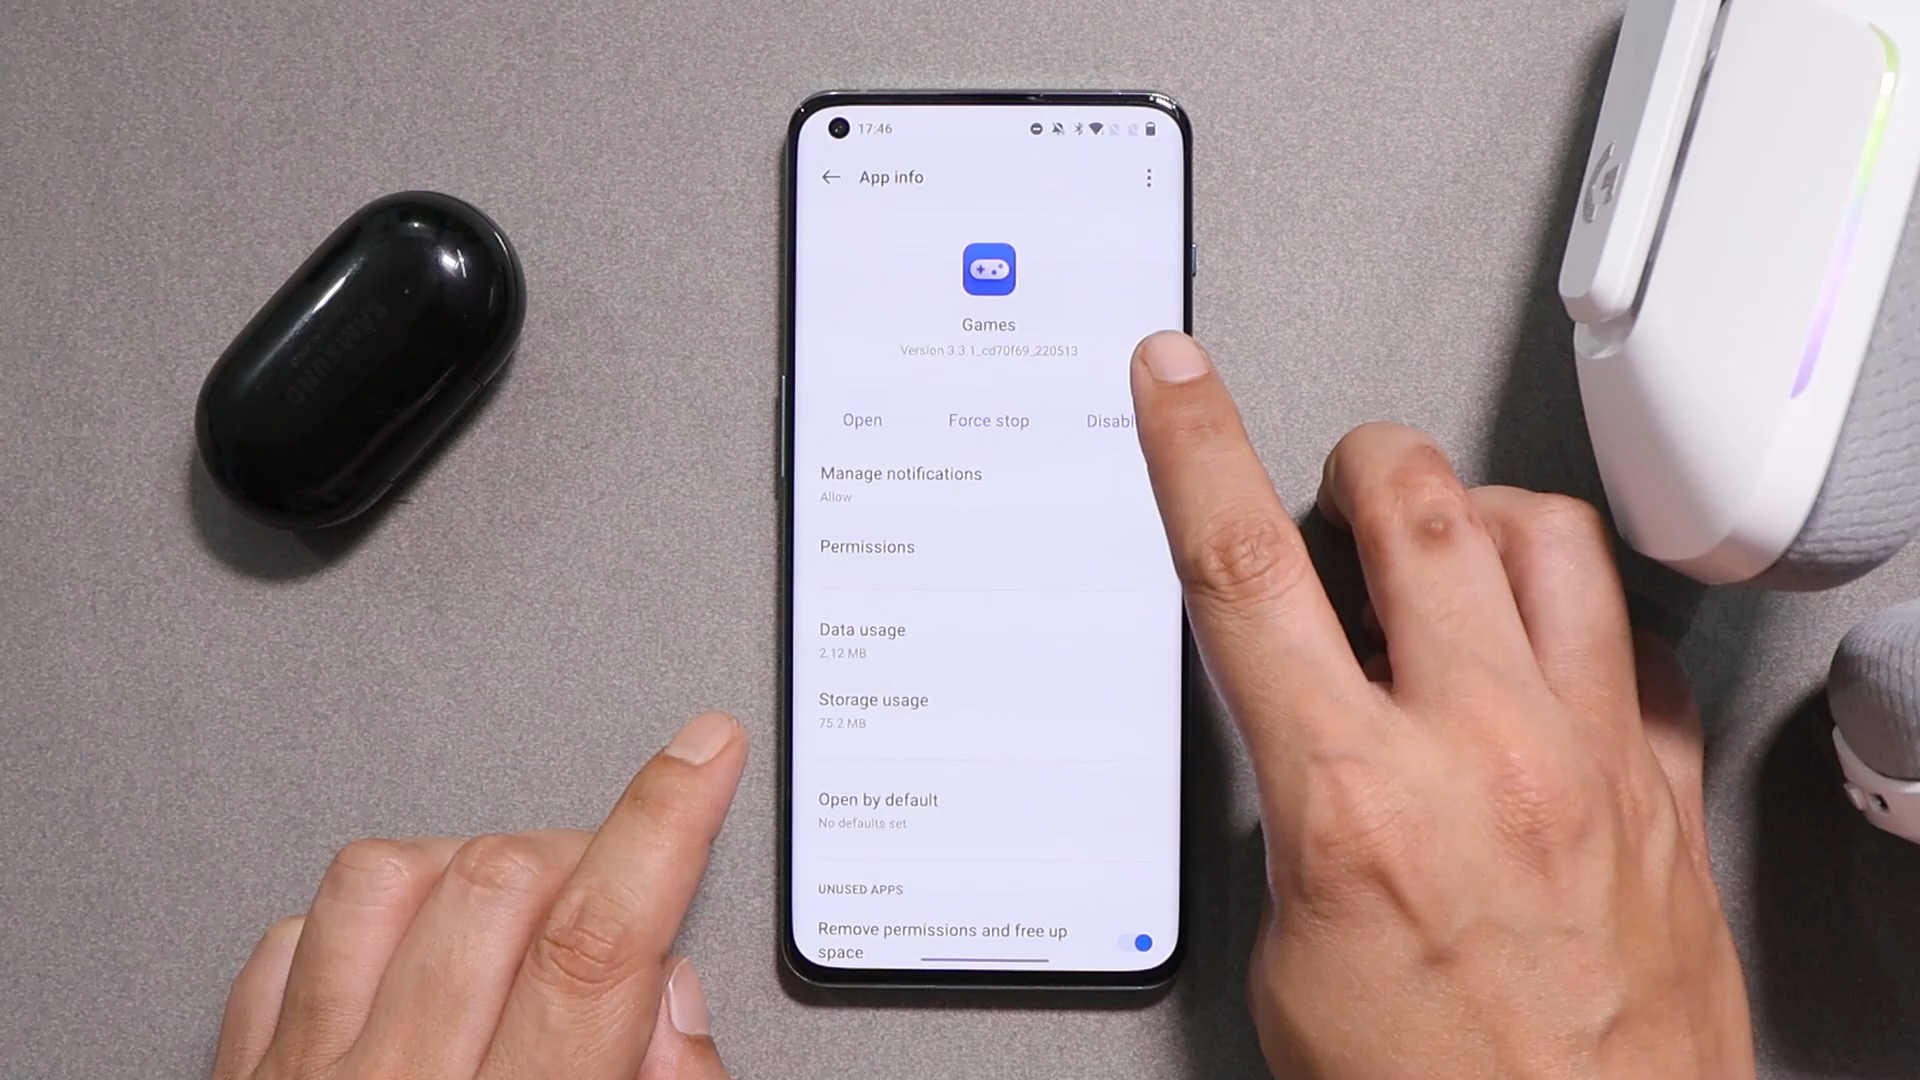 17:46
App info
Games
Version 3.3.1_cd70f69_220513
Open
Force stop
Disabl
Manage notifications
Allow
Permissions
Data usage
2.12 MB
Storage usage
75.2 MB
Open by default
No defaults set
UNUSED APPS
Remove permissions and free up
space
SAMSUNG